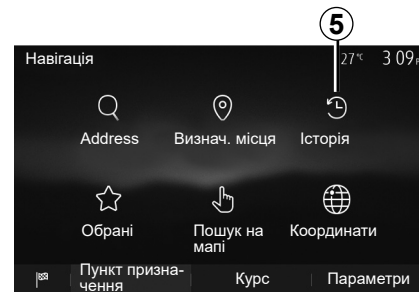 5
Навігація 27 °C 3 09
Address Визнач. місця Історія
Обрані Пошук на мапі Координати
Пункт призна-
чення Курс Параметри